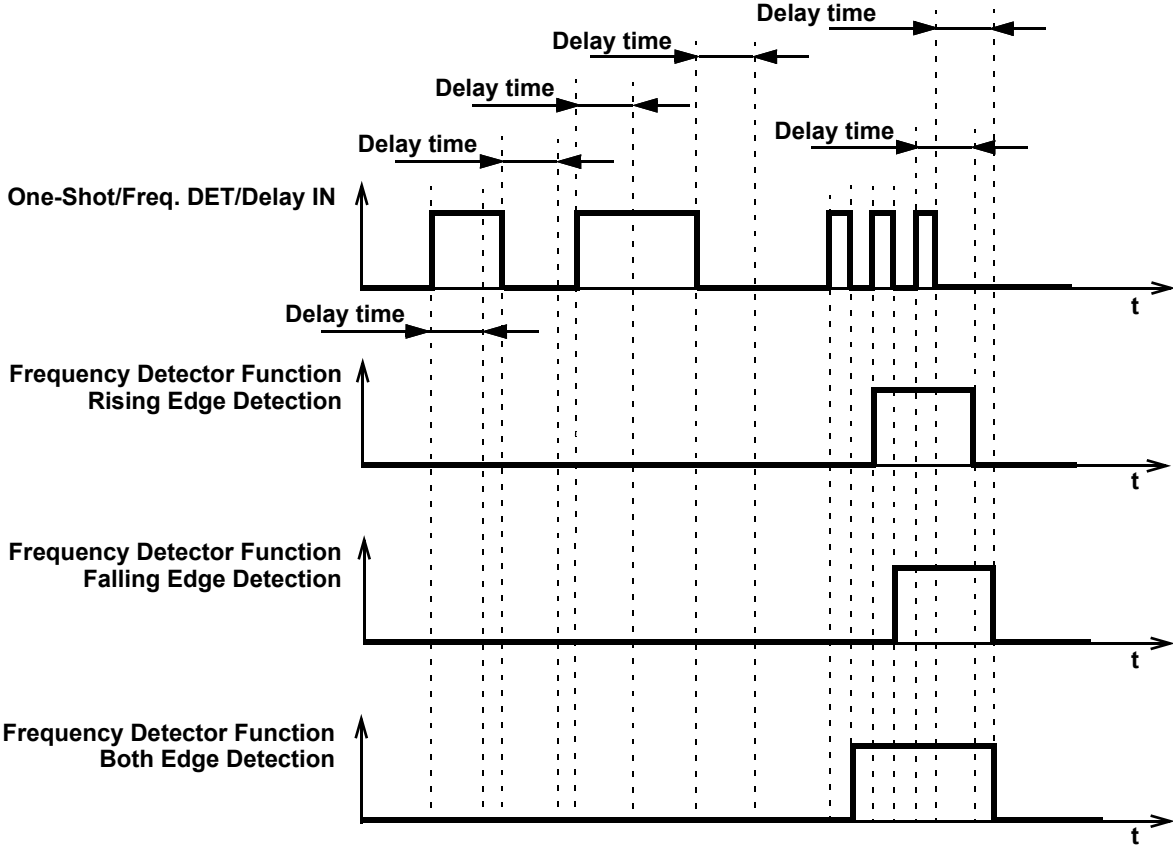 Delay time
Delay time
Delay time
Delay time
Delay time
One-Shot/Freq. DET/Delay IN
t
Delay time
Frequency Detector Function
Rising Edge Detection
t
Frequency Detector Function
Falling Edge Detection
t
Frequency Detector Function
Both Edge Detection
t